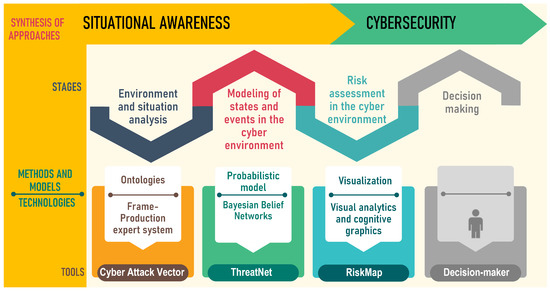 SYNTHESIS OF
APPROACHES
SITUATIONAL AWARENESS
CYBERSECURITY
STAGES
Environment
and situation
analysis
Modeling of
states and
events in the
cyber
environment
Risk
assessment
in the cyber
environment
Decision
making
METHODS AND
MODELS
TECHNOLOGIES
Ontologies
Frame-
Production
expert system
Probabilistic
model
Bayesian Belief
Networks
Visualization
Visual analytics
and cognitive
graphics
TOOLS
Cyber Attack Vector
ThreatNet
RiskMap
Decision-maker